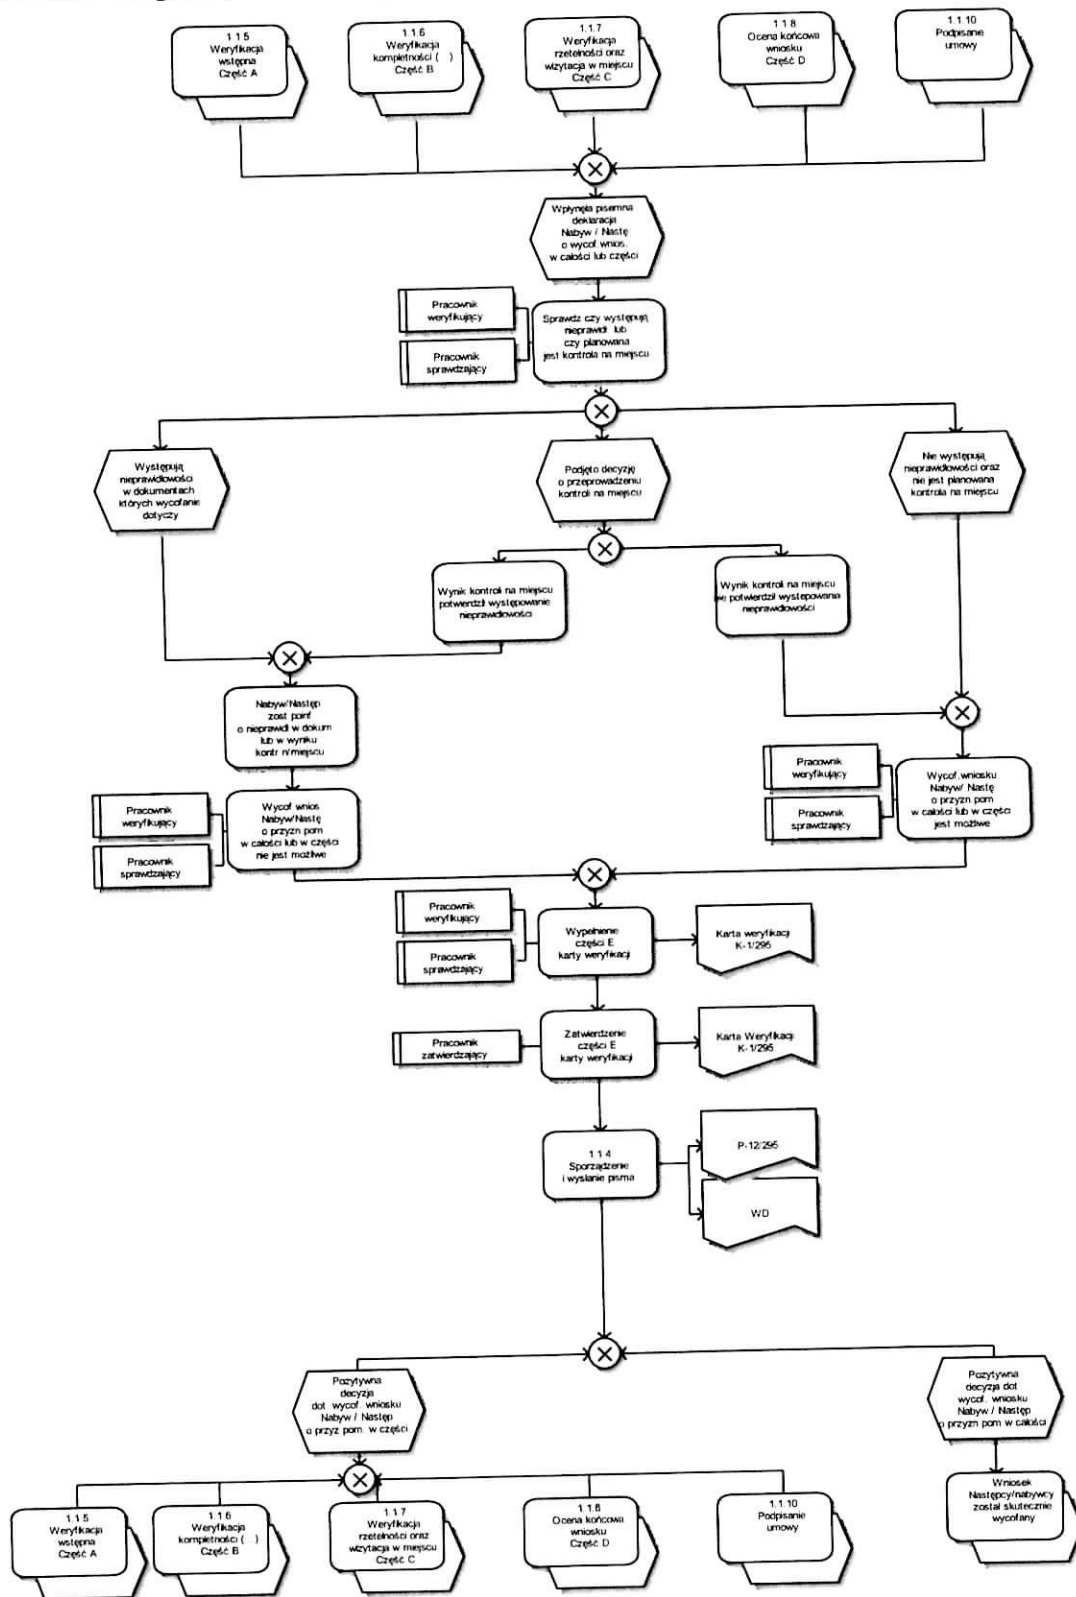 1.1.5
Weryfikacja
wstępna
Część A
1.1.6
Weryfikacja
kompletności ( )
Część B
1.1.7
Weryfikacja
rzetelności oraz
wizytacja w miejscu
Część C
1.1.8
Ocena końcowa
wniosku
Część D
1.1.10
Podpisanie
umowy
Wpłynęła pisemna
deklaracja
Nabyw / Nastę
o wycof.wnios.
w całości lub części
Pracownik
weryfikujący
Pracownik
sprawdzający
Sprawdz czy występują
nieprawidł lub
czy planowana
jest kontrola na miejscu
Występują
nieprawidłowości
w dokumentach
których wycofanie
dotyczy
Podjęto decyzję
o przeprowadzeniu
kontroli na miejscu
Nie występują
nieprawidłowości oraz
nie jest planowana
kontrola na miejscu
Wynik kontroli na miejscu
potwierdził występowanie
nieprawidłowości
Wynik kontroli na miejscu
nie potwierdził występowana
nieprawidłowości
Nabyw/Następ
zost poinf
o nieprawidł w dokum
lub w wyniku
kontr n/miejscu
Pracownik
weryfikujący
Pracownik
sprawdzający
Wycof wnios
Nabyw/Nastę
o przyzn pom
w całości lub w części
nie jest możliwe
Pracownik
weryfikujący
Pracownik
sprawdzający
Wycof.wniosku
Nabyw/ Nastę
o przyzn pom
w całości lub w części
jest możliwe
Pracownik
weryfikujący
Pracownik
sprawdzający
Wypełnienie
części E
karty weryfikacji
Karta weryfikacji
K-1/295
Pracownik
zatwierdzający
Zatwierdzenie
części E
karty weryfikacji
Karta Weryfikacji
K-1/295
1.1.4
Sporządzenie
i wysłanie pisma
P-12/295
WD
Pozytywna
decyzja
dot wycof. wniosku
Nabyw / Następ
o przyz pom. w części
Pozytywna
decyzja dot
wycof. wniosku
Nabyw / Następ
o przyzn pom w całości
1.1.5
Weryfikacja
wstępna
Część A
1.1.6
Weryfikacja
kompletności ( )
Część B
1.1.7
Weryfikacja
rzetelności oraz
wizytacja w miejscu
Część C
1.1.8
Ocena końcowa
wniosku
Część D
1.1.10
Podpisanie
umowy
Wniosek
Następcy/nabywcy
został skutecznie
wycofany